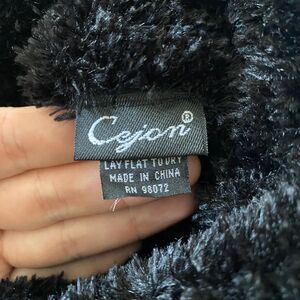 Cejon®
LAY FLAT TO DRY
MADE IN CHINA
RN 98072